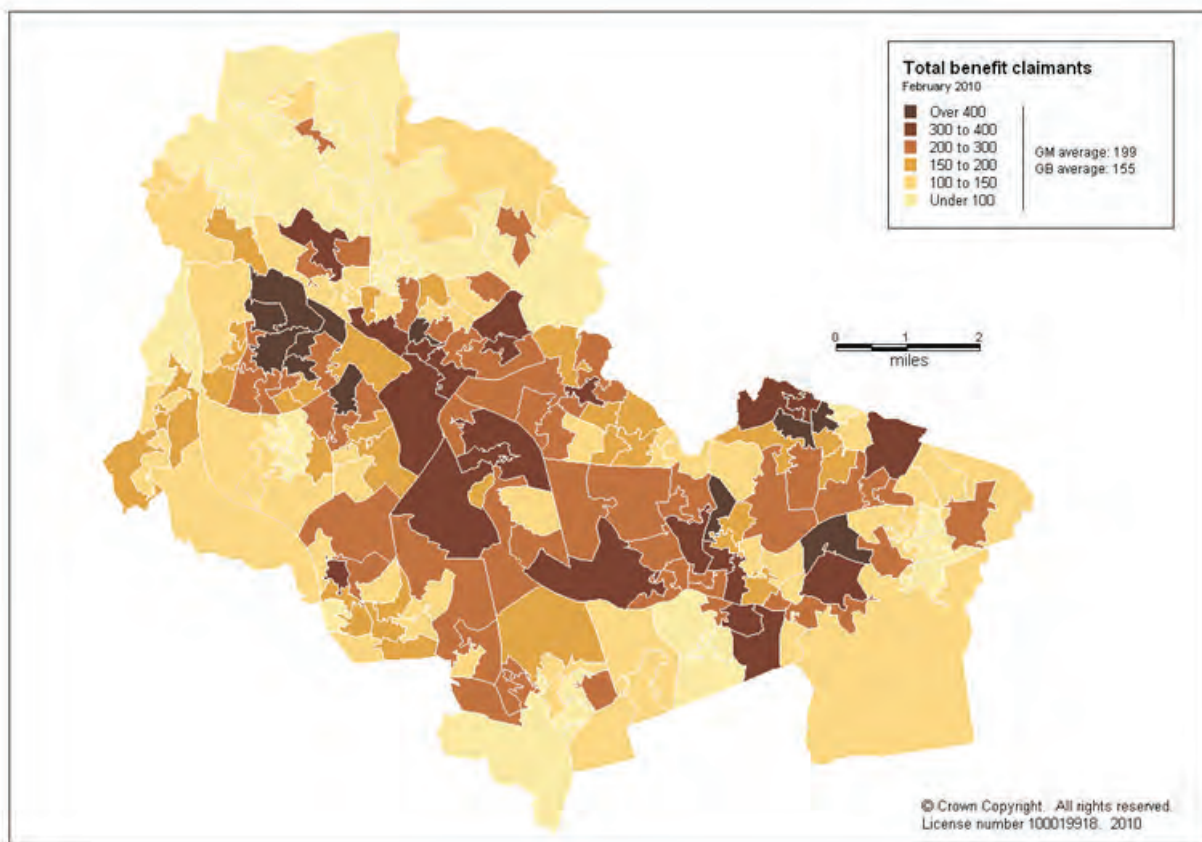 Total benefit claimants
February 2010
Over 400
300 to 400
200 to 300
150 to 200
100 to 150
Under 100
GM average: 199
GB average: 155
0 1 2
miles
© Crown Copyright. All rights reserved.
License number 100019918. 2010